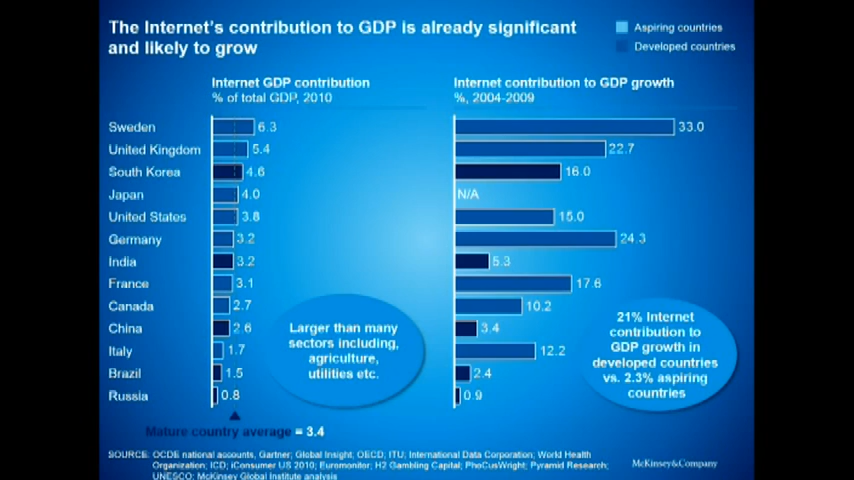 The Internet's contribution to GDP is already significant
and likely to grow
Aspiring countries
Developed countries
Internet GDP contribution
% of total GDP, 2010
Internet contribution to GDP growth
%, 2004-2009
Sweden 6.3 33.0
United Kingdom 5.4 22.7
South Korea 4.6 16.0
Japan 4.0 N/A
United States 3.8 15.0
Germany 3.2 24.3
India 3.2 5.3
France 3.1 17.6
Canada 2.7 10.2
China 2.6 3.4
Italy 1.7 12.2
Brazil 1.5 2.4
Russia 0.8 0.9
Larger than many
sectors including,
agriculture,
utilities etc.
21% Internet
contribution to
GDP growth in
developed countries
vs. 2.3% aspiring
countries
Mature country average = 3.4
SOURCE: OCDE national accounts, Gartner; Global Insight; OECD; ITU; International Data Corporation; World Health
Organization; ICD; iConsumer US 2010; Euromonitor; H2 Gambling Capital; PhoCusWright; Pyramid Research;
UNESCO; McKinsey Global Institute analysis
McKinsey&Company